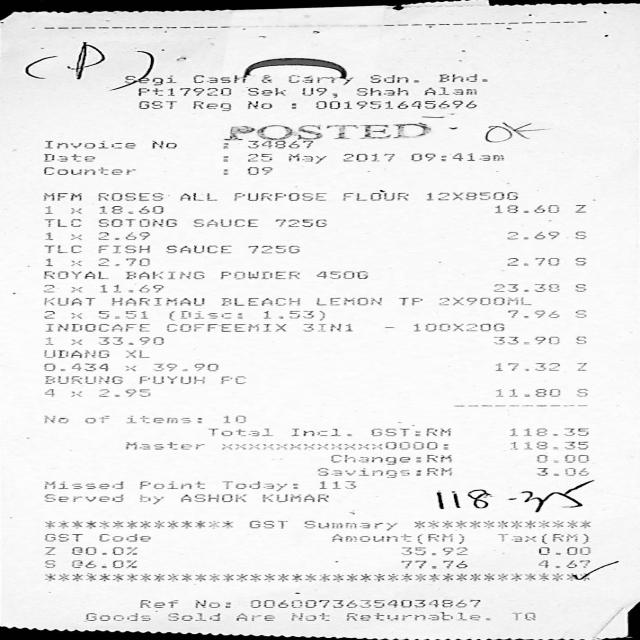 (P)
Segi Cash & Carry Sdn. Bhd.
Pt17920 Sek U9, Shah Alam
GST Reg No : 001951645696
POSTED
Invoice No : 34867
Date : 25 May 2017 09:41am
Counter : 09
MFM ROSES ALL PURPOSE FLOUR 12X850G
1 x 18.60 18.60 Z
TLC SOTONG SAUCE 725G
1 x 2.69 2.69 S
TLC FISH SAUCE 725G
1 x 2.70 2.70 S
ROYAL BAKING POWDER 450G
2 x 11.69 23.38 S
KUAT HARIMAU BLEACH LEMON TP 2X900ML
2 x 5.51 (Disc: 1.53) 7.96 S
INDOCAFE COFFEEMIX 3IN1 - 100X20G
1 x 33.90 33.90 S
UDANG XL
0.434 x 39.90 17.32 Z
BURUNG PUYUH PC
4 x 2.95 11.80 S
No of items: 10
Total Incl. GST:RM 118.35
Master xxxxxxxxxxxx0000: 118.35
Change:RM 0.00
Savings:RM 3.06
Missed Point Today: 113
Served by ASHOK KUMAR
118-35
************** GST Summary *************
GST Code Amount(RM) Tax(RM)
Z @0.0% 35.92 0.00
S @6.0% 77.76 4.67
****************************************
Ref No: 00600736354034867
Goods Sold Are Not Returnable. TQ